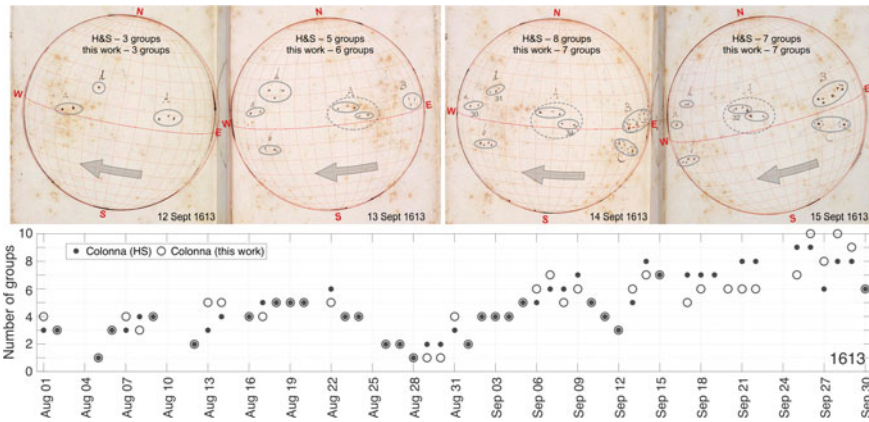 N
H&S – 3 groups
this work – 3 groups
W
E
S
12 Sept 1613
N
H&S – 5 groups
this work – 6 groups
W
E
S
13 Sept 1613
N
H&S – 8 groups
this work – 7 groups
W
E
S
14 Sept 1613
N
H&S – 7 groups
this work – 7 groups
W
E
S
15 Sept 1613
A
A
A
B
31
30
B
C
32
B
C
Number of groups
10
8
6
4
2
0
Colonna (HS) Colonna (this work)
1613
Aug 01
Aug 04
Aug 07
Aug 10
Aug 13
Aug 16
Aug 19
Aug 22
Aug 25
Aug 28
Aug 31
Sep 03
Sep 06
Sep 09
Sep 12
Sep 15
Sep 18
Sep 21
Sep 24
Sep 27
Sep 30